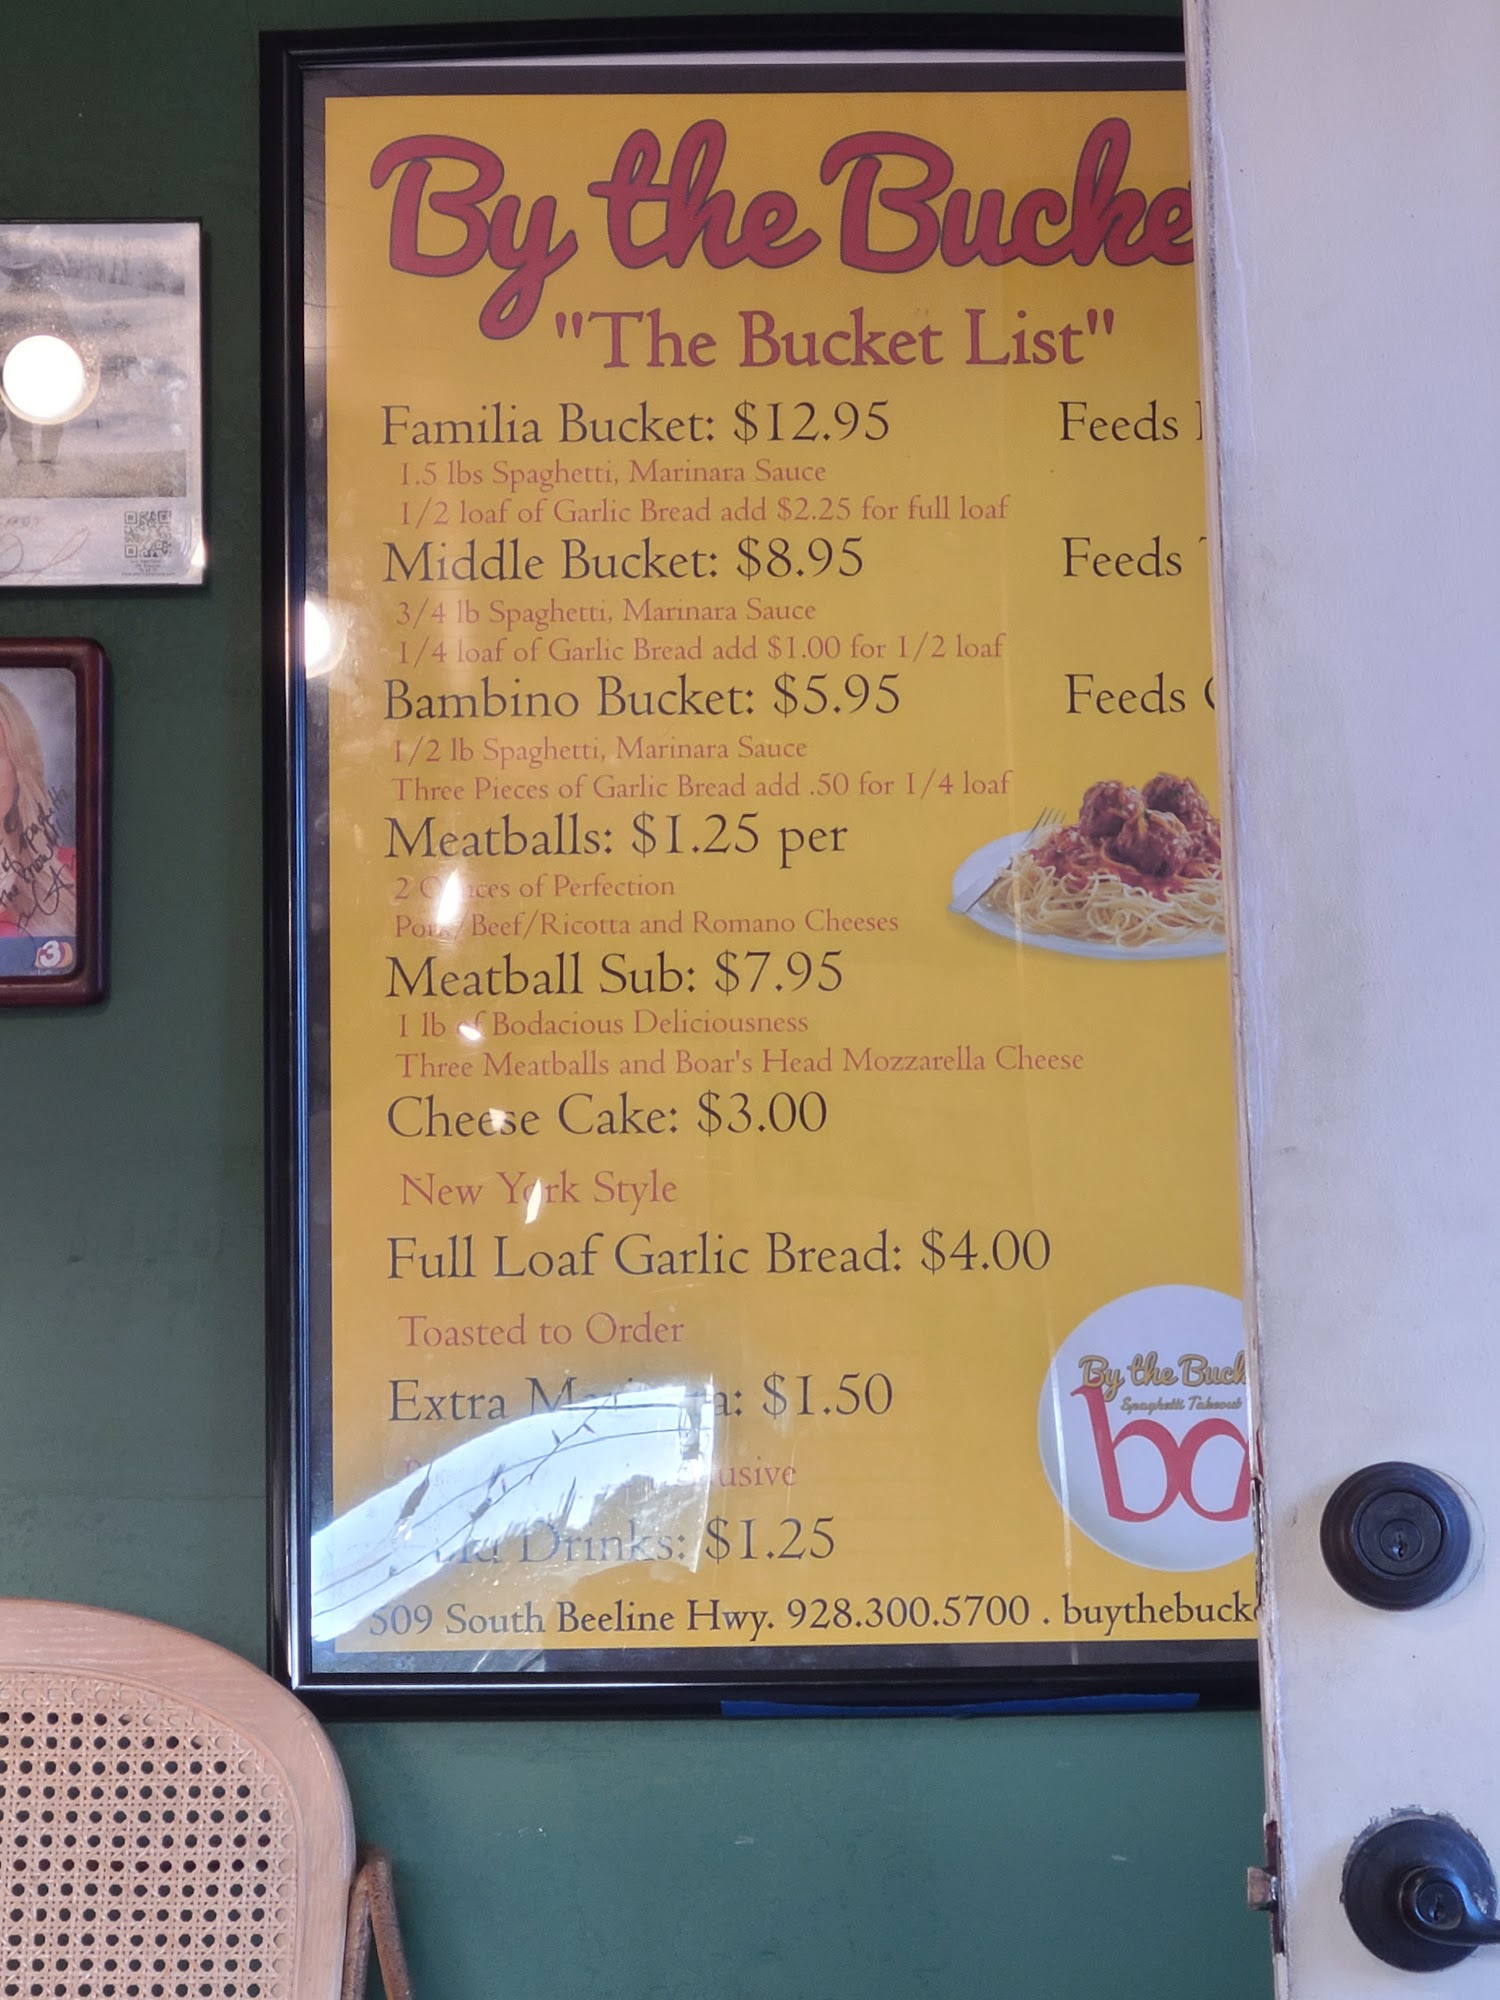 By the Bucke
"The Bucket List"
Familia Bucket: $12.95 Feeds
1.5 lbs Spaghetti, Marinara Sauce
1/2 loaf of Garlic Bread add $2.25 for full loaf
Middle Bucket: $8.95 Feeds
3/4 lb Spaghetti, Marinara Sauce
1/4 loaf of Garlic Bread add $1.00 for 1/2 loaf
Bambino Bucket: $5.95 Feeds
1/2 lb Spaghetti, Marinara Sauce
Three Pieces of Garlic Bread add .50 for 1/4 loaf
Meatballs: $1.25 per
2 Ounces of Perfection
Pork/Beef/Ricotta and Romano Cheeses
Meatball Sub: $7.95
1 lb of Bodacious Deliciousness
Three Meatballs and Boar's Head Mozzarella Cheese
Cheese Cake: $3.00
New York Style
Full Loaf Garlic Bread: $4.00
Toasted to Order
Extra Marinara: $1.50
Drinks: $1.25
509 South Beeline Hwy. 928.300.5700 . buythebuck
By the Buck
Spaghetti Takeout
3